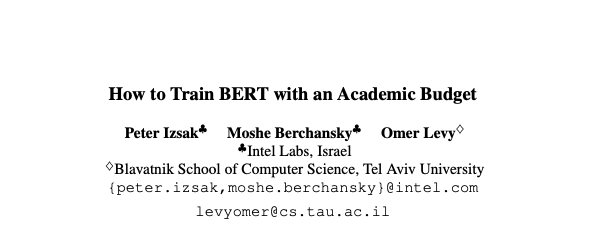 How to Train BERT with an Academic Budget
Peter Izsak♣ Moshe Berchansky♣ Omer Levy♢
♣Intel Labs, Israel
♢Blavatnik School of Computer Science, Tel Aviv University
{peter.izsak,moshe.berchansky}@intel.com
levyomer@cs.tau.ac.il